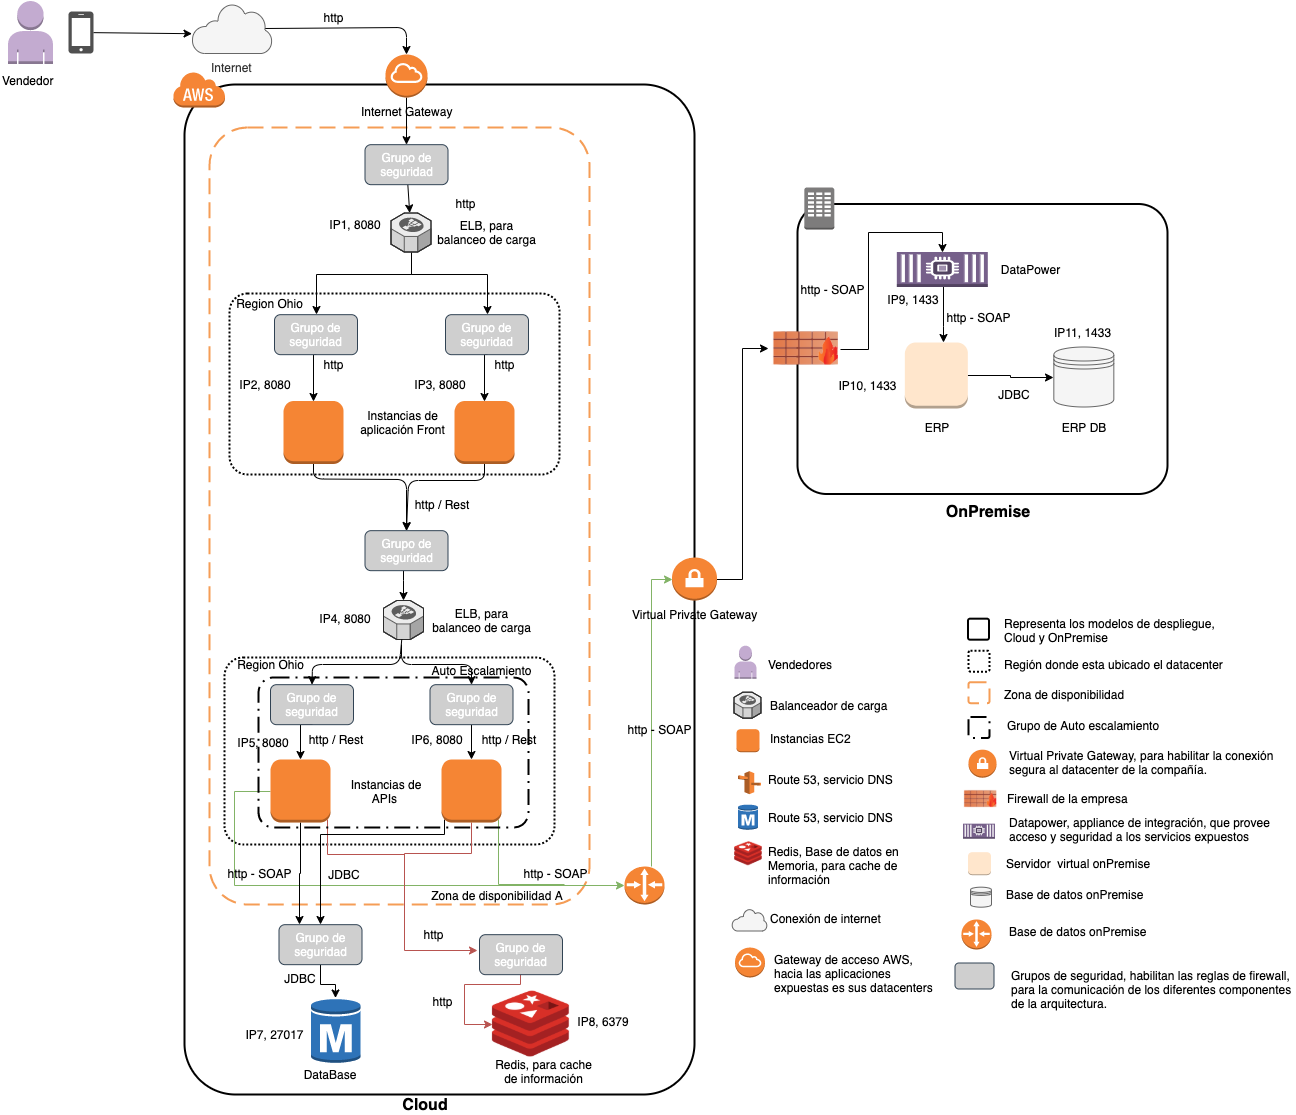 http
Vendedor
Internet
AWS
Internet Gateway
Grupo de
seguridad
http
IP1, 8080
ELB, para
balanceo de carga
Region Ohio
Grupo de
seguridad
Grupo de
seguridad
http
http
IP2, 8080
IP3, 8080
Instancias de
aplicación Front
http / Rest
Grupo de
seguridad
IP4, 8080
ELB, para
balanceo de carga
Region Ohio
Auto Escalamiento
Grupo de
seguridad
Grupo de
seguridad
IP5, 8080
http / Rest
IP6, 8080
http / Rest
Instancias de
APIs
http - SOAP
JDBC
http - SOAP
Zona de disponibilidad A
Grupo de
seguridad
http
Grupo de
seguridad
JDBC
http
IP7, 27017
IP8, 6379
M
DataBase
Redis, para cache
de información
Cloud
Virtual Private Gateway
http - SOAP
DataPower
http - SOAP
IP9, 1433
http - SOAP
IP11, 1433
IP10, 1433
JDBC
ERP
ERP DB
OnPremise
Vendedores
Balanceador de carga
Instancias EC2
Route 53, servicio DNS
M
Route 53, servicio DNS
Redis, Base de datos en
Memoria, para cache de
información
Conexión de internet
Gateway de acceso AWS,
hacia las aplicaciones
expuestas es sus datacenters
Representa los modelos de despliegue,
Cloud y OnPremise
Región donde esta ubicado el datacenter
Zona de disponibilidad
Grupo de Auto escalamiento
Virtual Private Gateway, para habilitar la conexión
segura al datacenter de la compañía.
Firewall de la empresa
Datapower, appliance de integración, que provee
acceso y seguridad a los servicios expuestos
Servidor virtual onPremise
Base de datos onPremise
Base de datos onPremise
Grupos de seguridad, habilitan las reglas de firewall,
para la comunicación de los diferentes componentes
de la arquitectura.